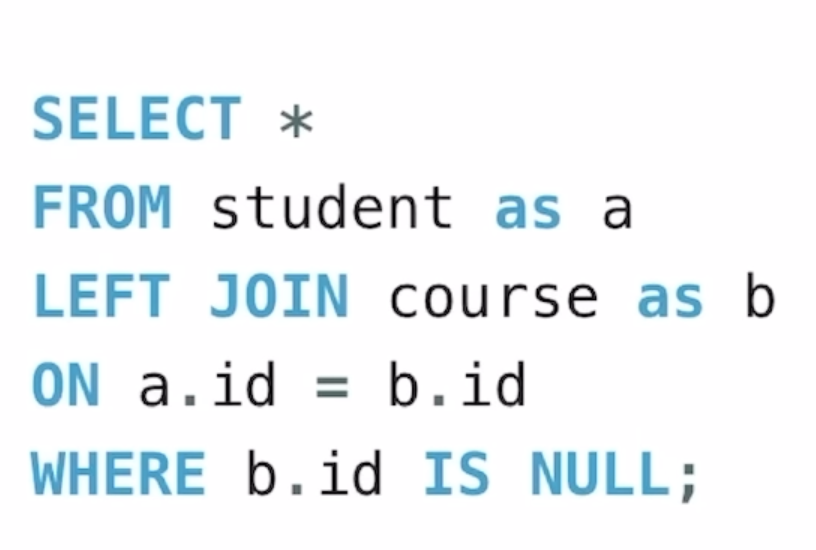 SELECT *
FROM student as a
LEFT JOIN course as b
ON a.id = b.id
WHERE b.id IS NULL;